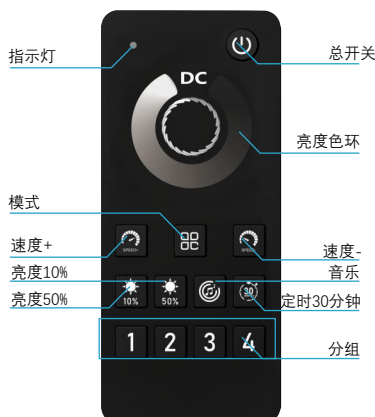 指示灯
总开关
DC
亮度色环
模式
速度+
SPEECH+
SPEECH-
速度-
亮度10%
音乐
10%
50%
30
亮度50%
定时30分钟
1 2 3 4
分组